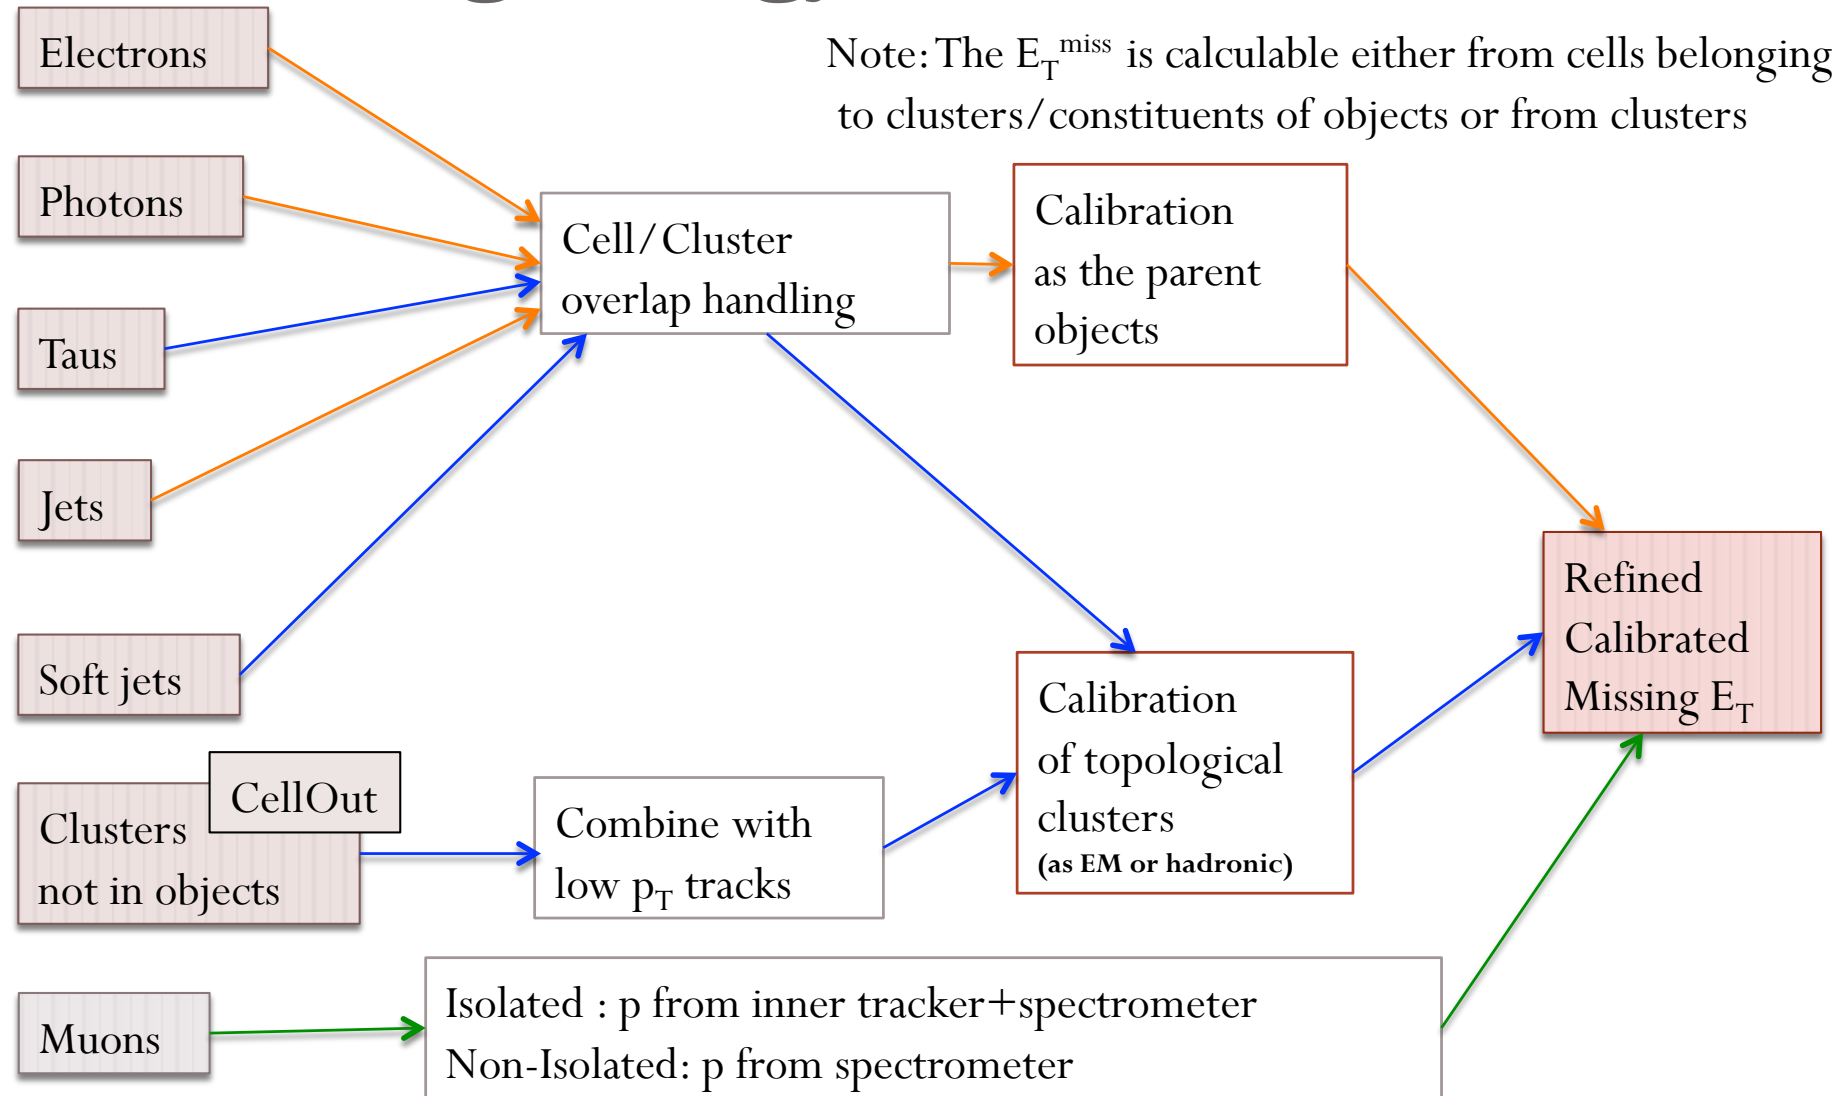 Electrons
Note: The E_T^miss is calculable either from cells belonging
to clusters/constituents of objects or from clusters
Photons
Cell/Cluster
overlap handling
Calibration
as the parent
objects
Taus
Jets
Refined
Calibrated
Missing E_T
Soft jets
Calibration
of topological
clusters
(as EM or hadronic)
CellOut
Clusters
not in objects
Combine with
low p_T tracks
Muons
Isolated : p from inner tracker+spectrometer
Non-Isolated: p from spectrometer